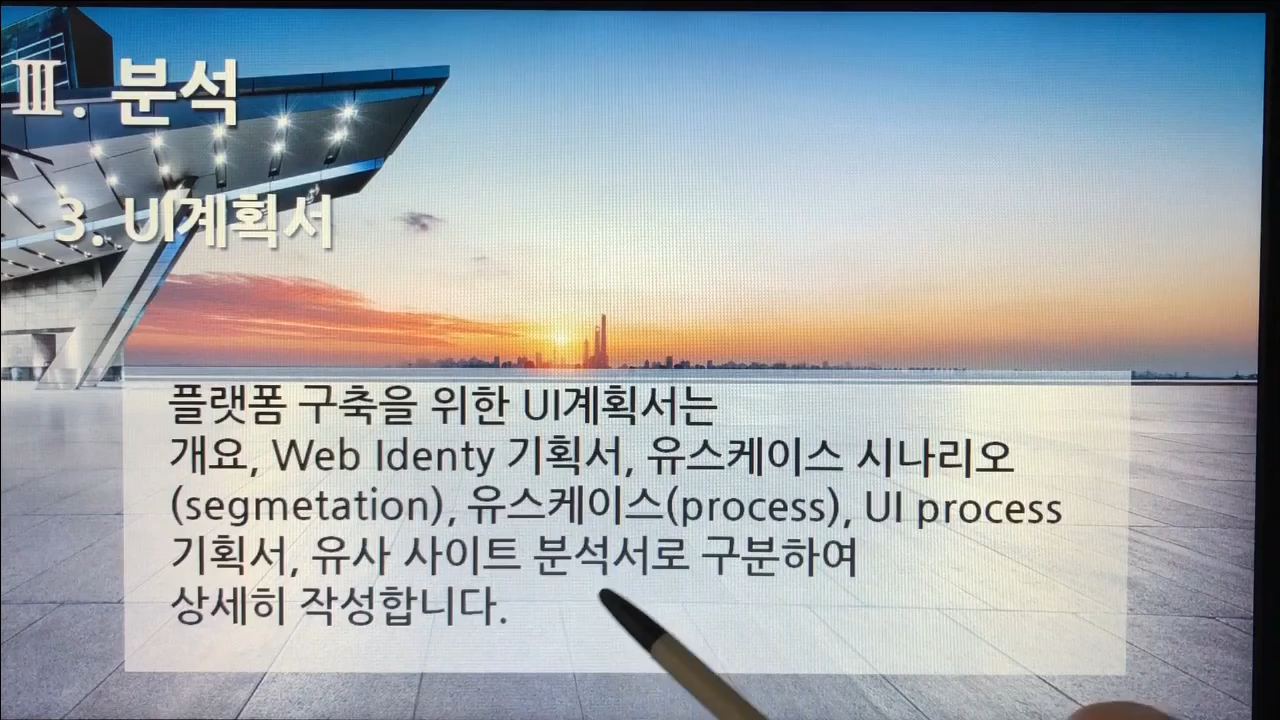 Ⅲ. 분석
3. UI계획서
플랫폼 구축을 위한 UI계획서는
개요, Web Identy 기획서, 유스케이스 시나리오
(segmetation), 유스케이스(process), UI process
기획서, 유사 사이트 분석서로 구분하여
상세히 작성합니다.